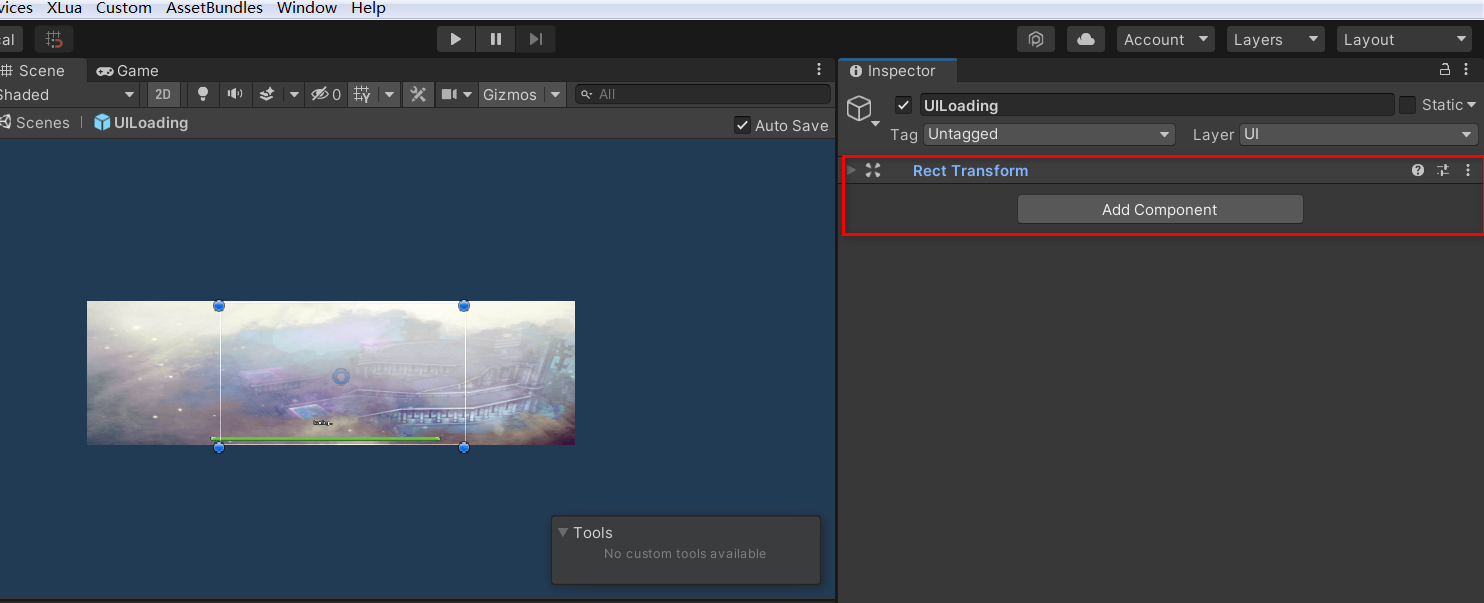 vices XLua Custom AssetBundles Window Help
al Account Layers Layout
Scene Game
Shaded 2D 0 Gizmos All
Scenes UILoading Auto Save
Tools
No custom tools available
Inspector
UILoading Static
Tag Untagged Layer UI
Rect Transform
Add Component